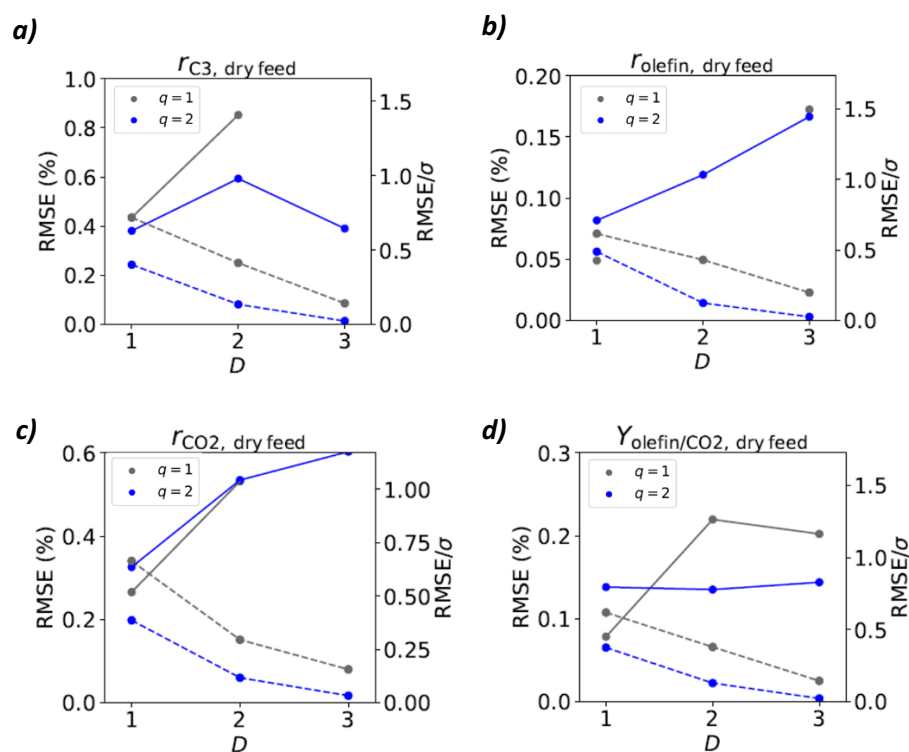 a)
r_C3, dry feed
q = 1
q = 2
RMSE (%)
1.0
0.8
0.6
0.4
0.2
0.0
RMSE/σ
1.5
1.0
0.5
0.0
1 2 3
D
b)
r_olefin, dry feed
q = 1
q = 2
RMSE (%)
0.20
0.15
0.10
0.05
0.00
RMSE/σ
1.5
1.0
0.5
0.0
1 2 3
D
c)
r_CO2, dry feed
q = 1
q = 2
RMSE (%)
0.6
0.4
0.2
0.0
RMSE/σ
1.00
0.75
0.50
0.25
0.00
1 2 3
D
d)
Y_olefin/CO2, dry feed
q = 1
q = 2
RMSE (%)
0.3
0.2
0.1
0.0
RMSE/σ
1.5
1.0
0.5
0.0
1 2 3
D